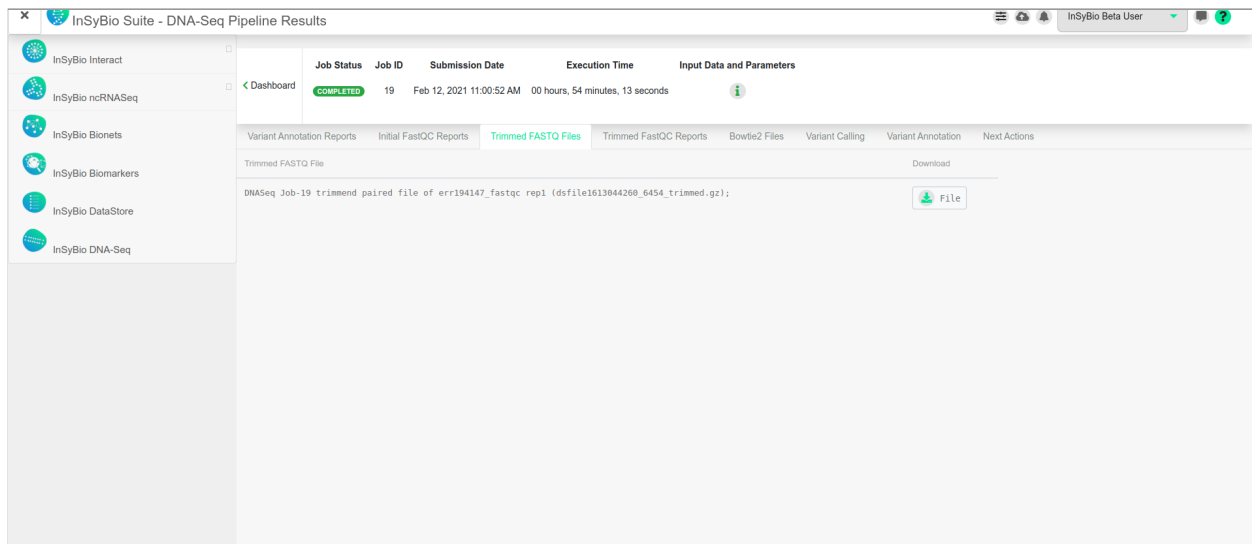 InSyBio Suite - DNA-Seq Pipeline Results
InSyBio Beta User
InSyBio Interact
InSyBio ncRNASeq
InSyBio Bionets
InSyBio Biomarkers
InSyBio DataStore
InSyBio DNA-Seq
Dashboard
Job Status Job ID Submission Date Execution Time Input Data and Parameters
COMPLETED 19 Feb 12, 2021 11:00:52 AM 00 hours, 54 minutes, 13 seconds
Variant Annotation Reports Initial FastQC Reports Trimmed FASTQ Files Trimmed FastQC Reports Bowtie2 Files Variant Calling Variant Annotation Next Actions
Trimmed FASTQ File Download
DNASeq Job-19 trimmend paired file of err194147_fastqc rep1 (dsfile1613044260_6454_trimmed.gz); File